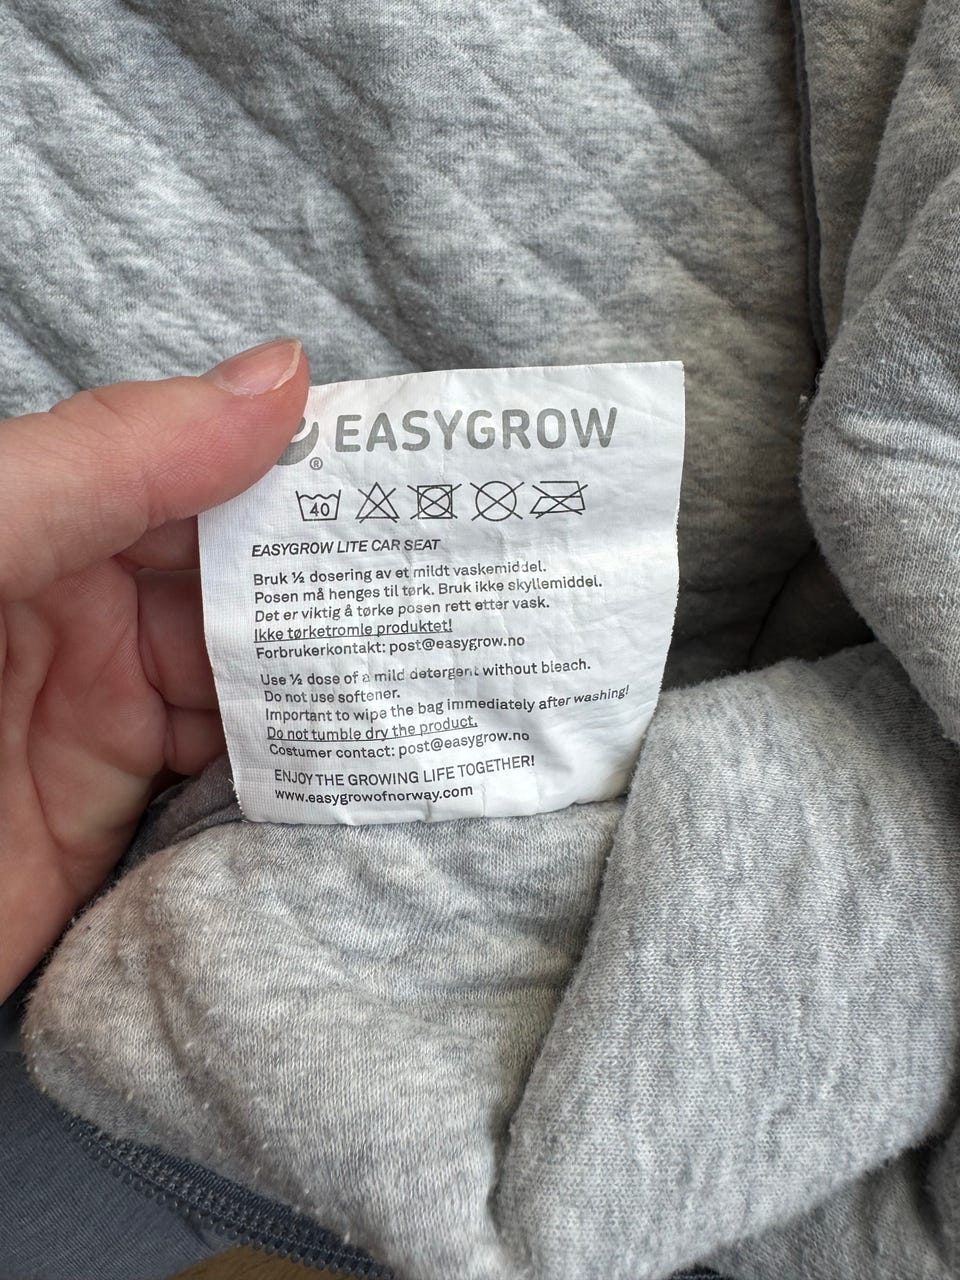 EASYGROW
®
40
EASYGROW LITE CAR SEAT
Bruk ½ dosering av et mildt vaskemiddel.
Posen må henges til tørk. Bruk ikke skyllemiddel.
Det er viktig å tørke posen rett etter vask.
Ikke tørketromle produktet!
Forbrukerkontakt: post@easygrow.no
Use ½ dose of a mild detergent without bleach.
Do not use softener.
Important to wipe the bag immediately after washing!
Do not tumble dry the product.
Costumer contact: post@easygrow.no
ENJOY THE GROWING LIFE TOGETHER!
www.easygrowofnorway.com